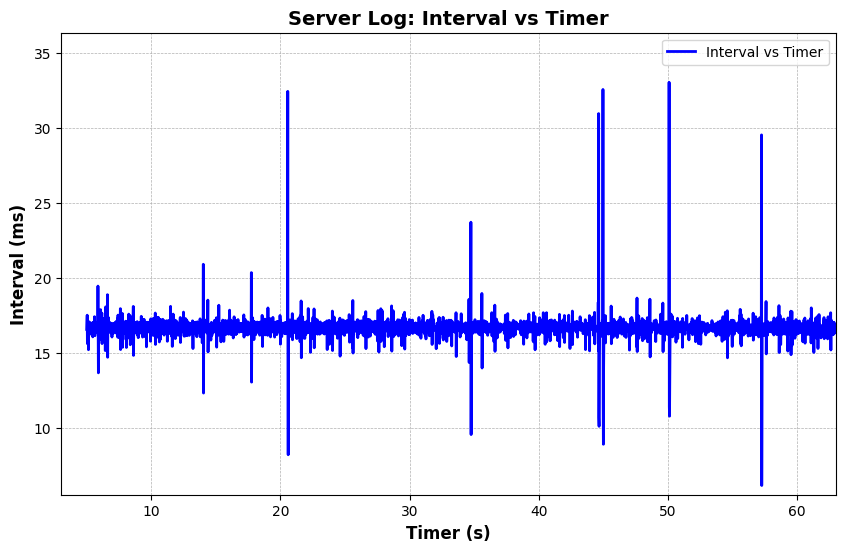 Server Log: Interval vs Timer
Interval vs Timer
35
30
25
20
15
10
Interval (ms)
10 20 30 40 50 60
Timer (s)